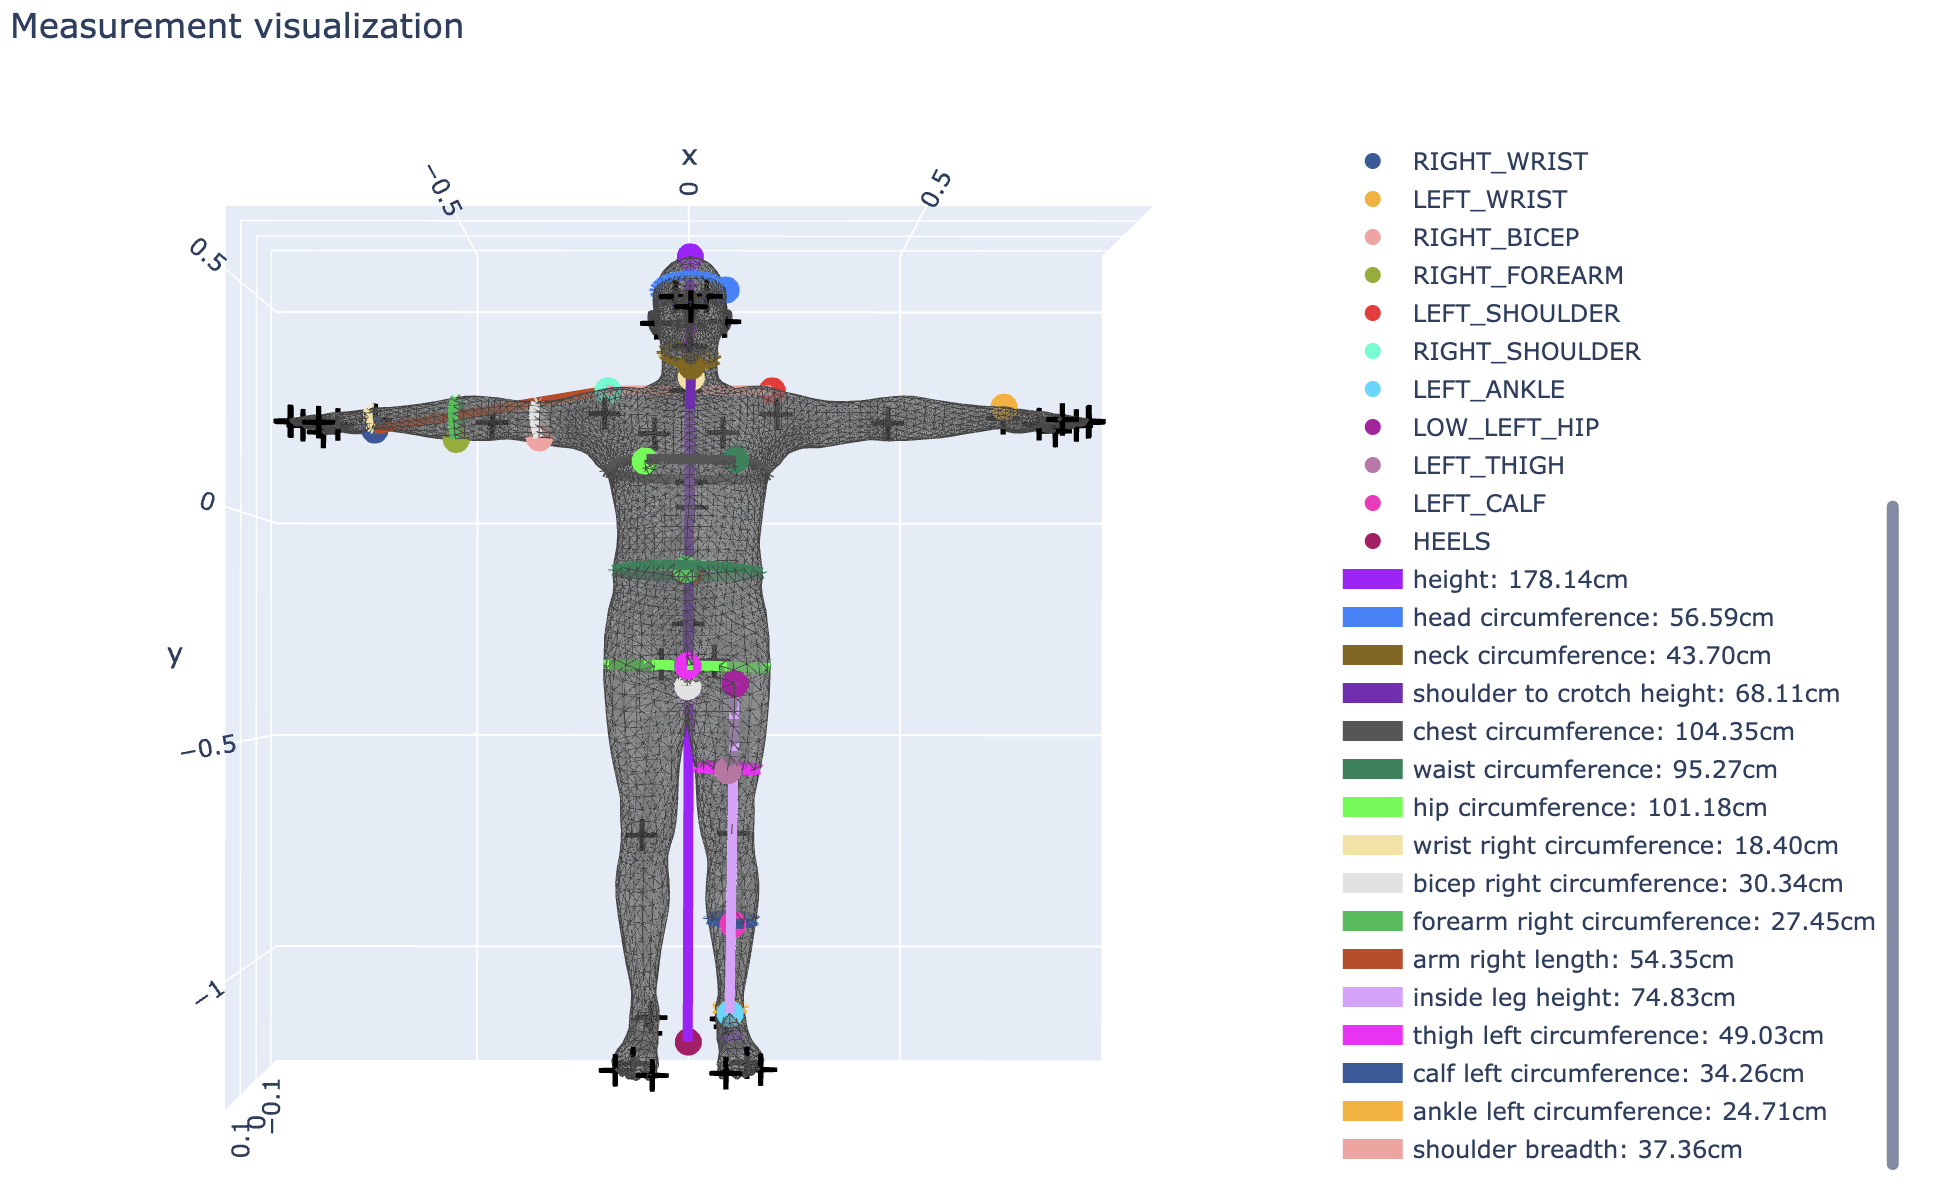 Measurement visualization
x
−0.5
0
0.5
0.5
0
y
−0.5
−1
0.1
0
−0.1
RIGHT_WRIST
LEFT_WRIST
RIGHT_BICEP
RIGHT_FOREARM
LEFT_SHOULDER
RIGHT_SHOULDER
LEFT_ANKLE
LOW_LEFT_HIP
LEFT_THIGH
LEFT_CALF
HEELS
height: 178.14cm
head circumference: 56.59cm
neck circumference: 43.70cm
shoulder to crotch height: 68.11cm
chest circumference: 104.35cm
waist circumference: 95.27cm
hip circumference: 101.18cm
wrist right circumference: 18.40cm
bicep right circumference: 30.34cm
forearm right circumference: 27.45cm
arm right length: 54.35cm
inside leg height: 74.83cm
thigh left circumference: 49.03cm
calf left circumference: 34.26cm
ankle left circumference: 24.71cm
shoulder breadth: 37.36cm